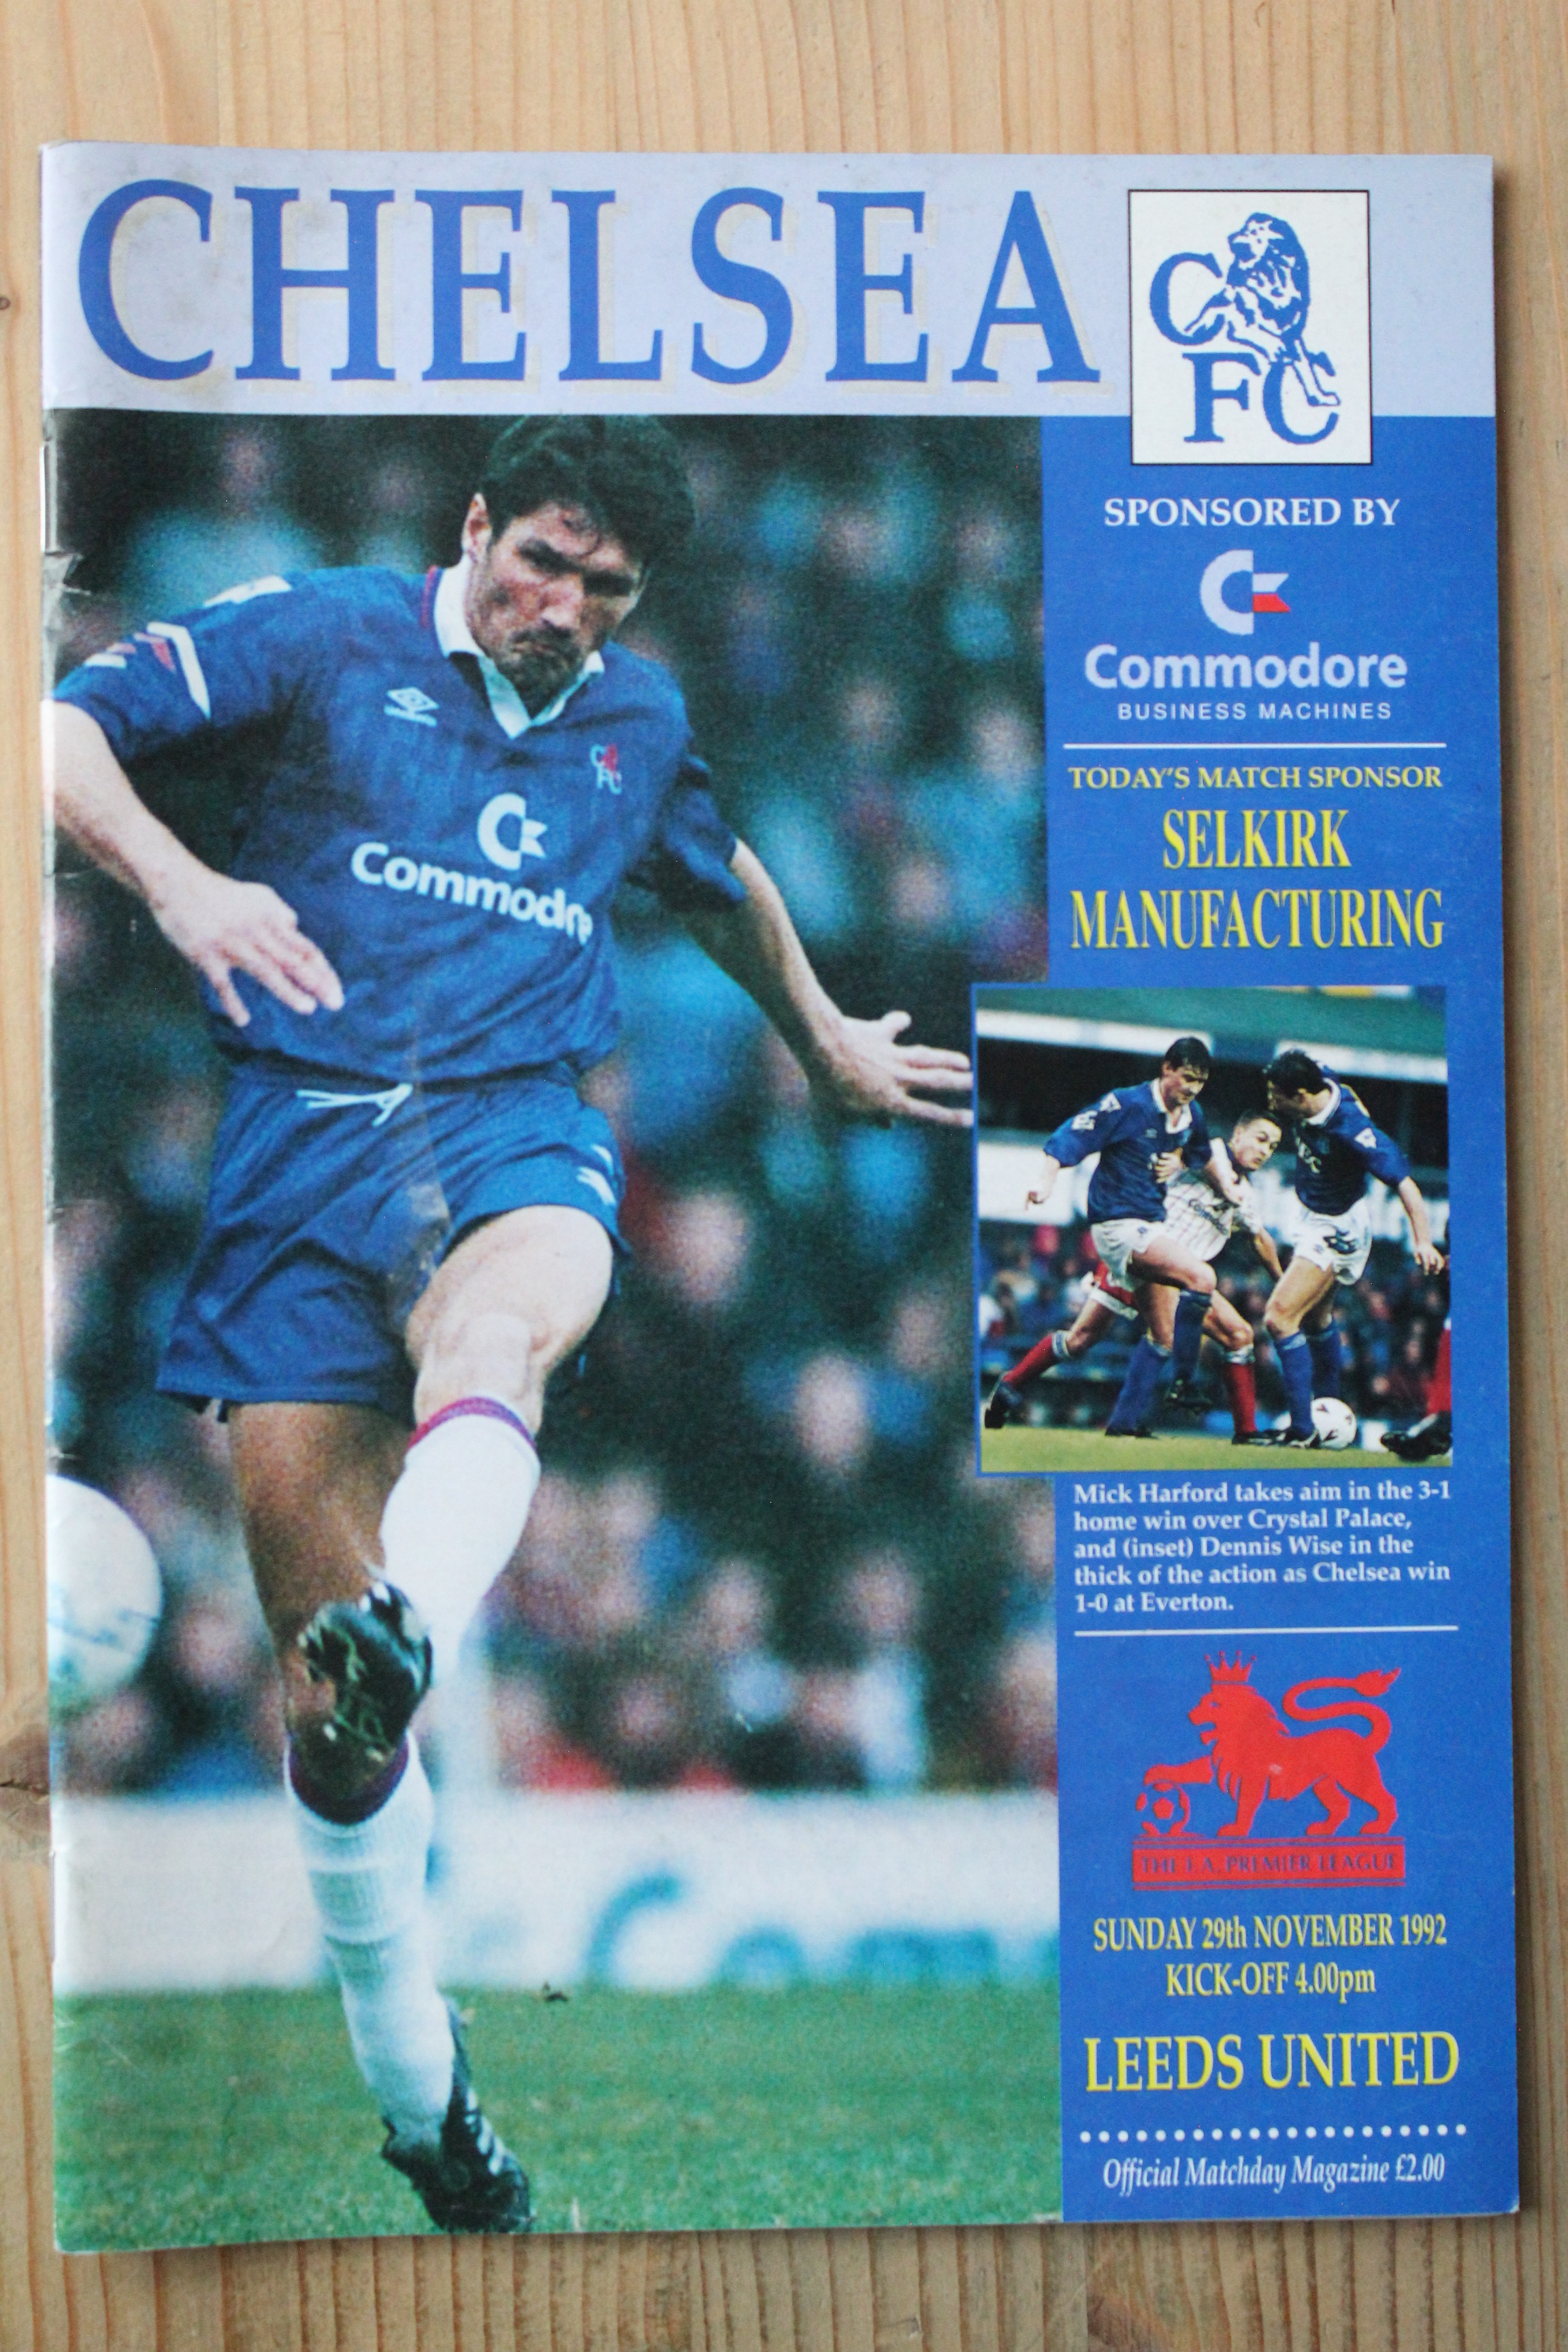 CHELSEA
C
FC
SPONSORED BY
Commodore
BUSINESS MACHINES
TODAY'S MATCH SPONSOR
SELKIRK
MANUFACTURING
CFC
Commodore
Mick Harford takes aim in the 3-1
home win over Crystal Palace,
and (inset) Dennis Wise in the
thick of the action as Chelsea win
1-0 at Everton.
THE F.A. PREMIER LEAGUE
SUNDAY 29th NOVEMBER 1992
KICK-OFF 4.00pm
LEEDS UNITED
Official Matchday Magazine £2.00